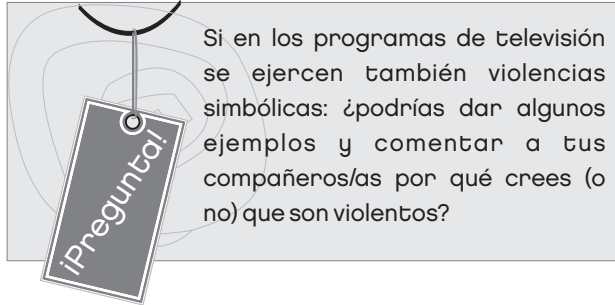 Si en los programas de televisión
se ejercen también violencias
simbólicas: ¿podrías dar algunos
ejemplos y comentar a tus
compañeros/as por qué crees (o
no) que son violentos?
¡Pregunta!